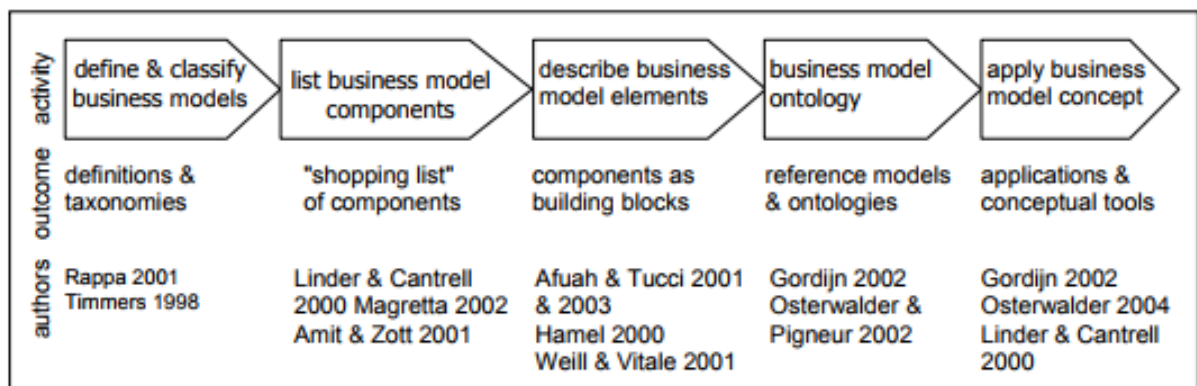 activity
define & classify
business models
list business model
components
describe business
model elements
business model
ontology
apply business
model concept
outcome
definitions &
taxonomies
"shopping list"
of components
components as
building blocks
reference models
& ontologies
applications &
conceptual tools
authors
Rappa 2001
Timmers 1998
Linder & Cantrell
2000 Magretta 2002
Amit & Zott 2001
Afuah & Tucci 2001
& 2003
Hamel 2000
Weill & Vitale 2001
Gordijn 2002
Osterwalder &
Pigneur 2002
Gordijn 2002
Osterwalder 2004
Linder & Cantrell
2000